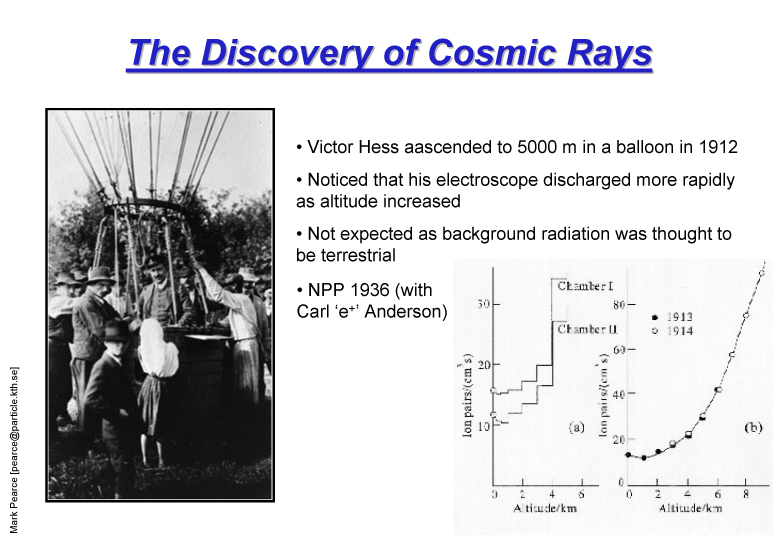 The Discovery of Cosmic Rays
• Victor Hess aascended to 5000 m in a balloon in 1912
• Noticed that his electroscope discharged more rapidly
as altitude increased
• Not expected as background radiation was thought to
be terrestrial
• NPP 1936 (with
Carl ‘e+’ Anderson)
Mark Pearce [pearce@particle.kth.se]
Ion pairs/(cm³s)
30
20
10
Chamber I
Chamber II
(a)
0 2 4 6
Altitude/km
Ion pairs/(cm³s)
80
60
40
20
0
1913
1914
(b)
0 2 4 6 8
Altitude/km